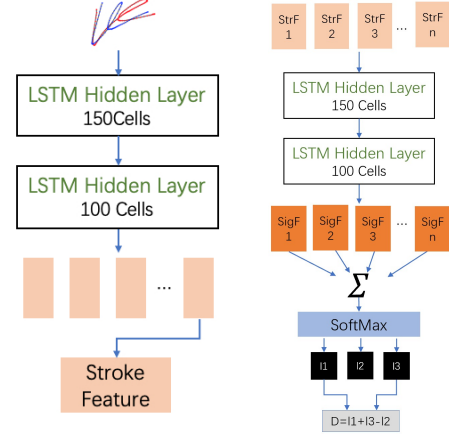 LSTM Hidden Layer
150Cells
LSTM Hidden Layer
100 Cells
...
Stroke
Feature
StrF
1
StrF
2
StrF
3
...
StrF
n
LSTM Hidden Layer
150 Cells
LSTM Hidden Layer
100 Cells
SigF
1
SigF
2
SigF
3
...
SigF
n
Σ
SoftMax
I1
I2
I3
D=I1+I3-I2